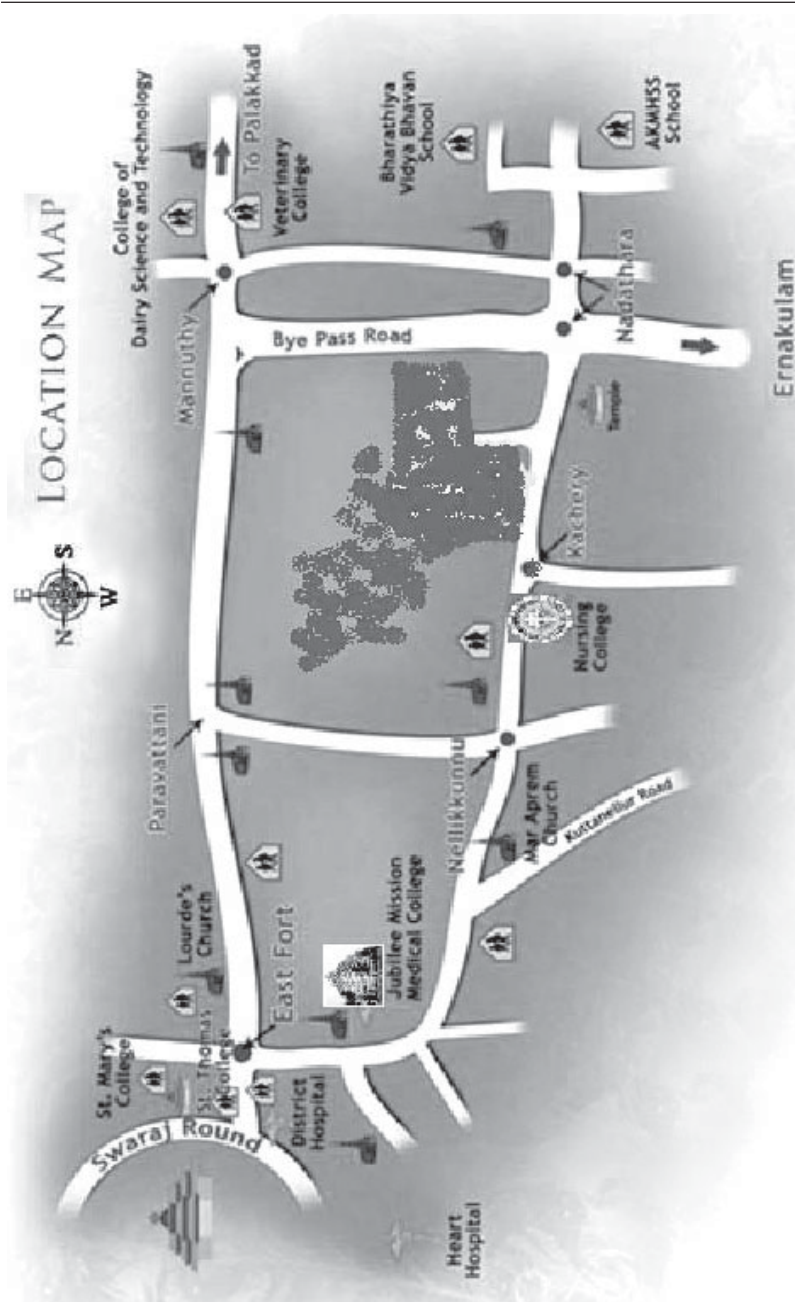 LOCATION MAP
E
N
S
W
College of
Dairy Science and Technology
To Palakkad
Veterinary
College
Mannuthy
Bye Pass Road
Bharathiya
Vidya Bhavan
School
AKMHSS
School
Nadathara
Ernakulam
Temple
Kachery
Nursing
College
Paravattani
Nellikkunnu
Mar Aprem
Church
Kuttanellur Road
Lourde's
Church
East Fort
Jubilee Mission
Medical College
St. Mary's
College
St. Thomas
College
District
Hospital
Swaraj Round
Heart
Hospital